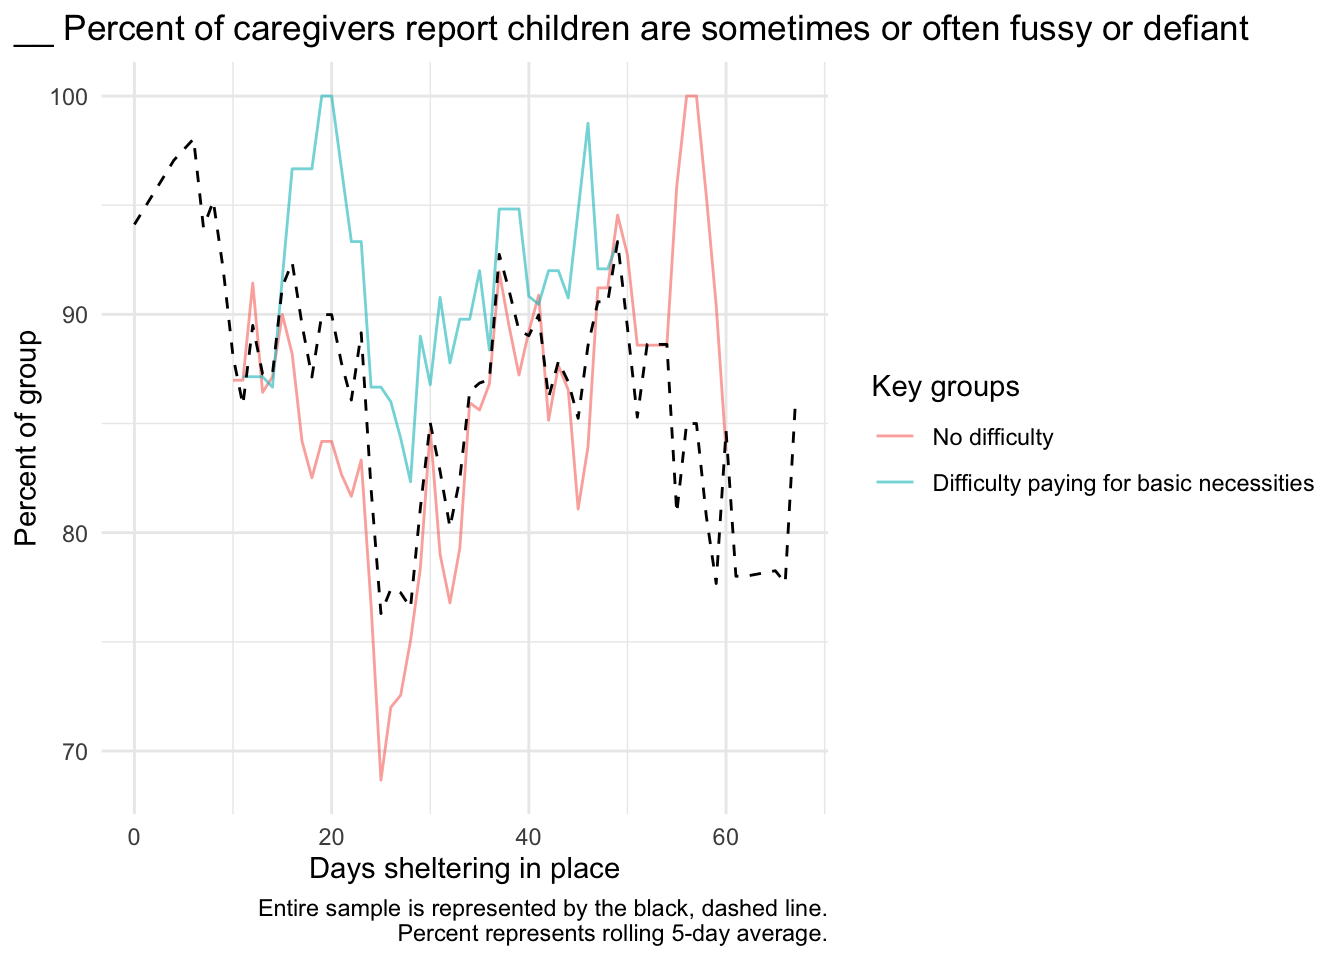 __ Percent of caregivers report children are sometimes or often fussy or defiant
Percent of group
100
90
80
70
0 20 40 60
Days sheltering in place
Key groups
No difficulty
Difficulty paying for basic necessities
Entire sample is represented by the black, dashed line.
Percent represents rolling 5-day average.